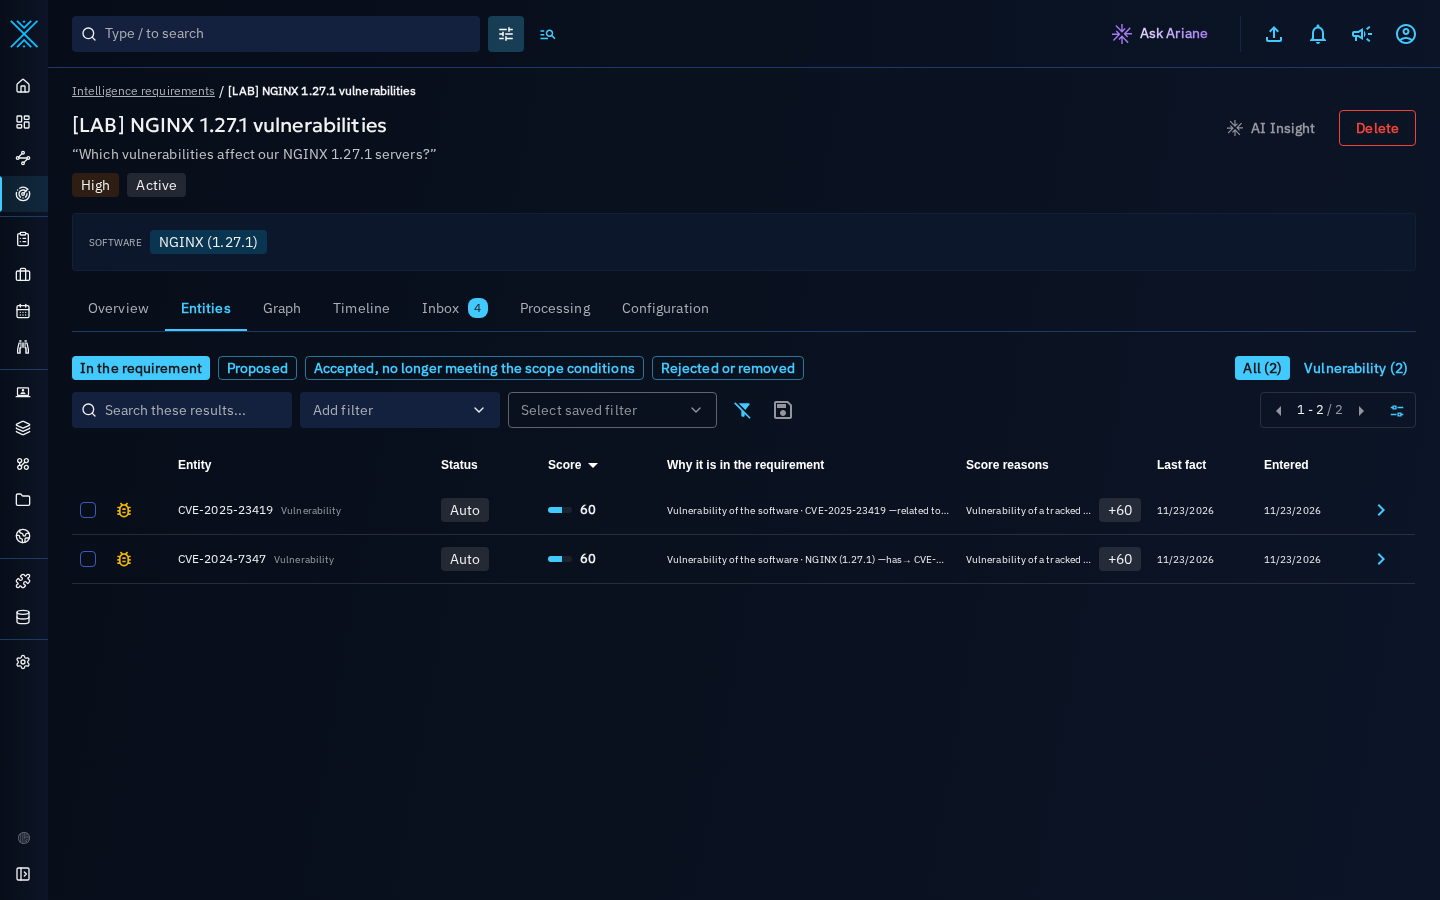 Type / to search
Ask Ariane
Intelligence requirements / [LAB] NGINX 1.27.1 vulnerabilities
[LAB] NGINX 1.27.1 vulnerabilities
AI Insight
Delete
“Which vulnerabilities affect our NGINX 1.27.1 servers?”
High
Active
SOFTWARE
NGINX (1.27.1)
Overview
Entities
Graph
Timeline
Inbox
4
Processing
Configuration
In the requirement
Proposed
Accepted, no longer meeting the scope conditions
Rejected or removed
All (2)
Vulnerability (2)
Search these results...
Add filter
Select saved filter
1 - 2 / 2
Entity
Status
Score
Why it is in the requirement
Score reasons
Last fact
Entered
CVE-2025-23419 Vulnerability
Auto
60
Vulnerability of the software · CVE-2025-23419 —related to...
Vulnerability of a tracked ...
+60
11/23/2026
11/23/2026
CVE-2024-7347 Vulnerability
Auto
60
Vulnerability of the software · NGINX (1.27.1) —has→ CVE-...
Vulnerability of a tracked ...
+60
11/23/2026
11/23/2026